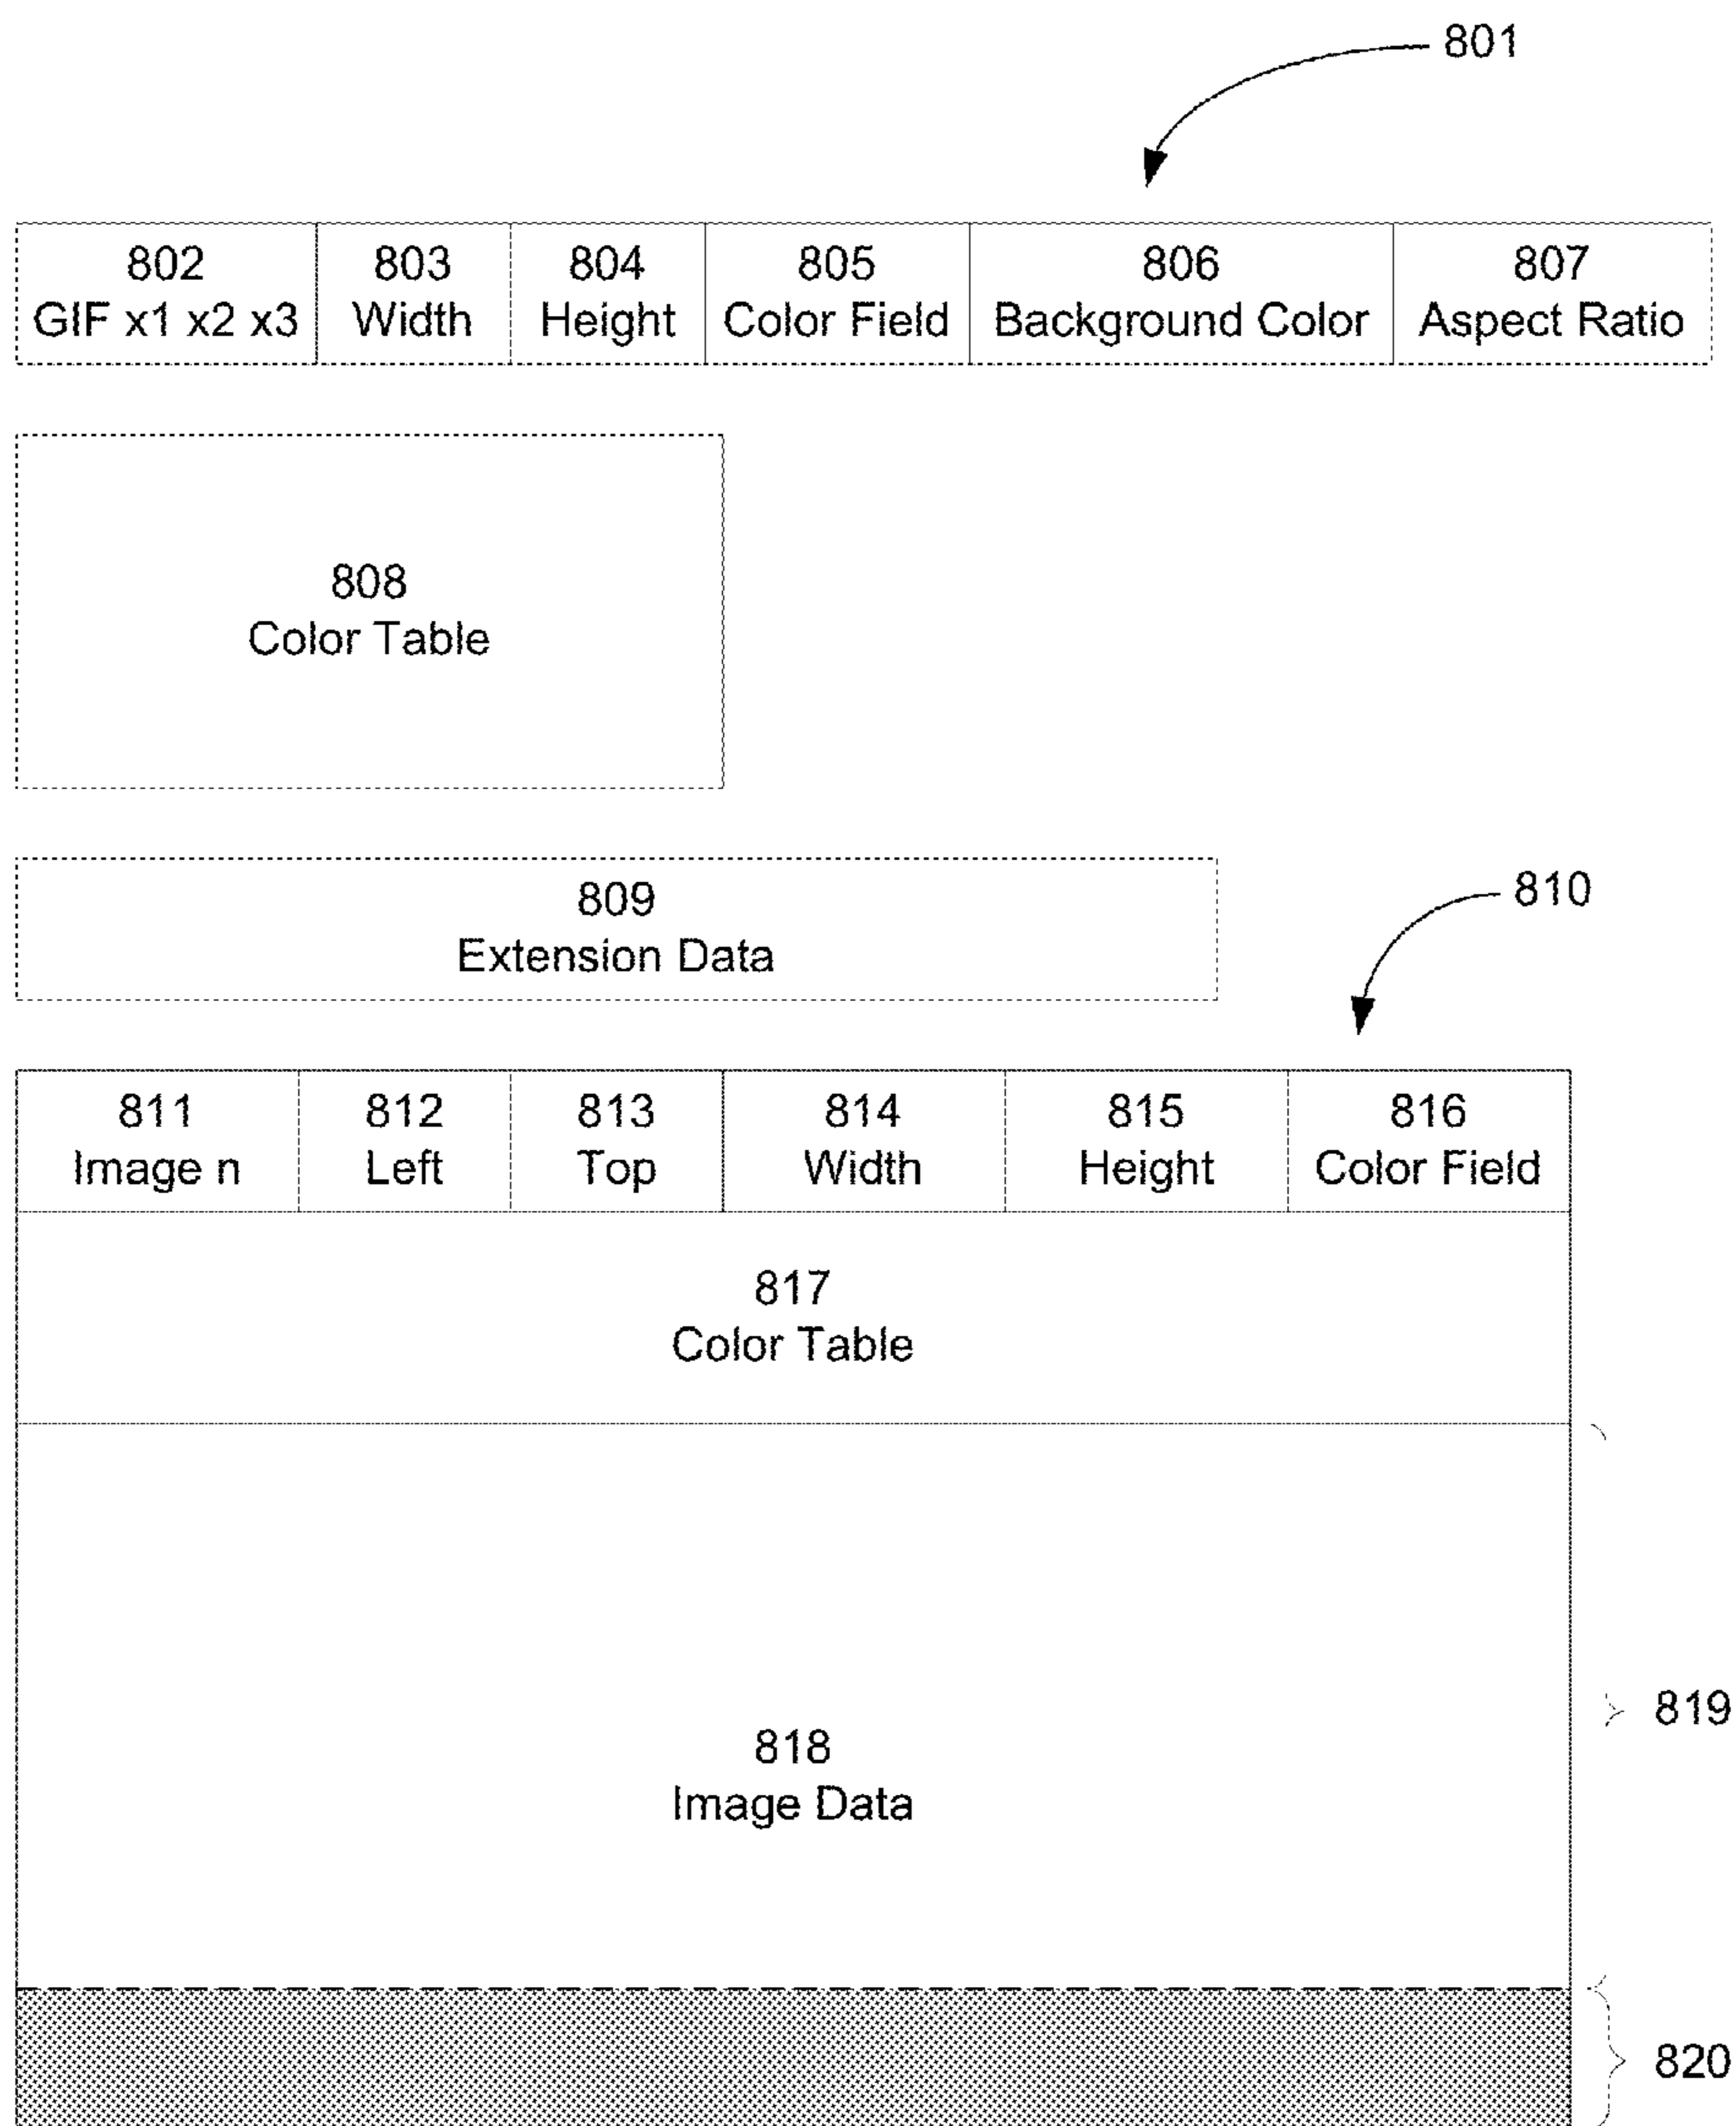 801
802 803 804 805 806 807
GIF x1 x2 x3 Width Height Color Field Background Color Aspect Ratio
808
Color Table
809
Extension Data
810
811 812 813 814 815 816
Image n Left Top Width Height Color Field
817
Color Table
819
818
Image Data
820